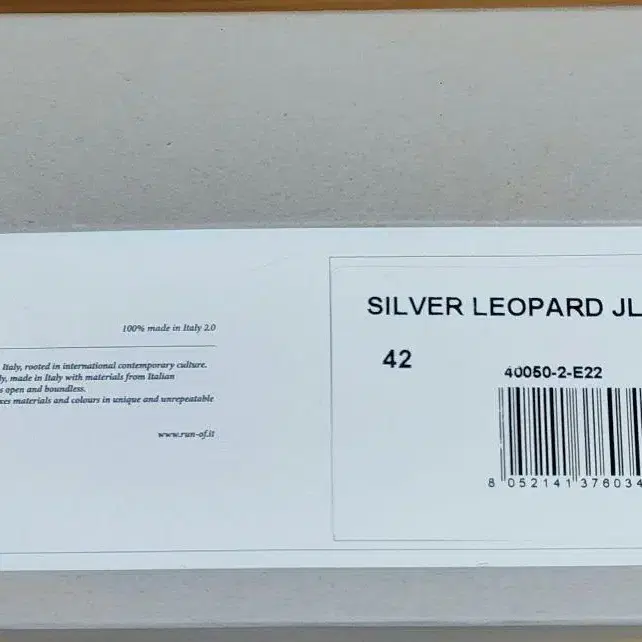 100% made in Italy 2.0
Italy, rooted in international contemporary culture.
ly, made in Italy with materials from Italian
s open and boundless.
xes materials and colours in unique and unrepeatable
www.run-of.it
SILVER LEOPARD JL
42
40050-2-E22
8 052141 376034